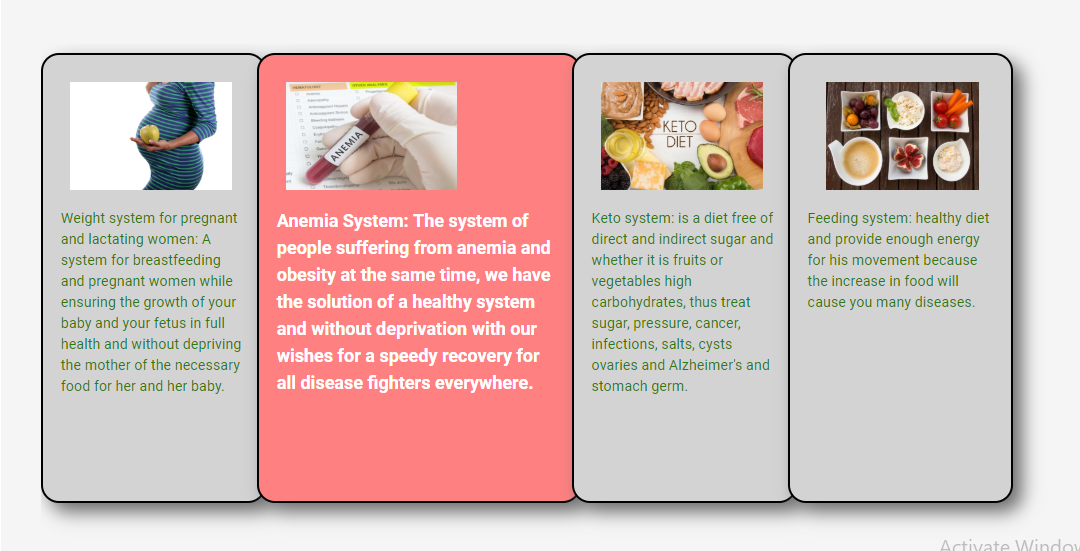 HEMATOLOGY
OTHER ANALYSES
ANEMIA
KETO
DIET
Weight system for pregnant
and lactating women: A
system for breastfeeding
and pregnant women while
ensuring the growth of your
baby and your fetus in full
health and without depriving
the mother of the necessary
food for her and her baby.
Anemia System: The system of
people suffering from anemia and
obesity at the same time, we have
the solution of a healthy system
and without deprivation with our
wishes for a speedy recovery for
all disease fighters everywhere.
Keto system: is a diet free of
direct and indirect sugar and
whether it is fruits or
vegetables high
carbohydrates, thus treat
sugar, pressure, cancer,
infections, salts, cysts
ovaries and Alzheimer's and
stomach germ.
Feeding system: healthy diet
and provide enough energy
for his movement because
the increase in food will
cause you many diseases.
Activate Window